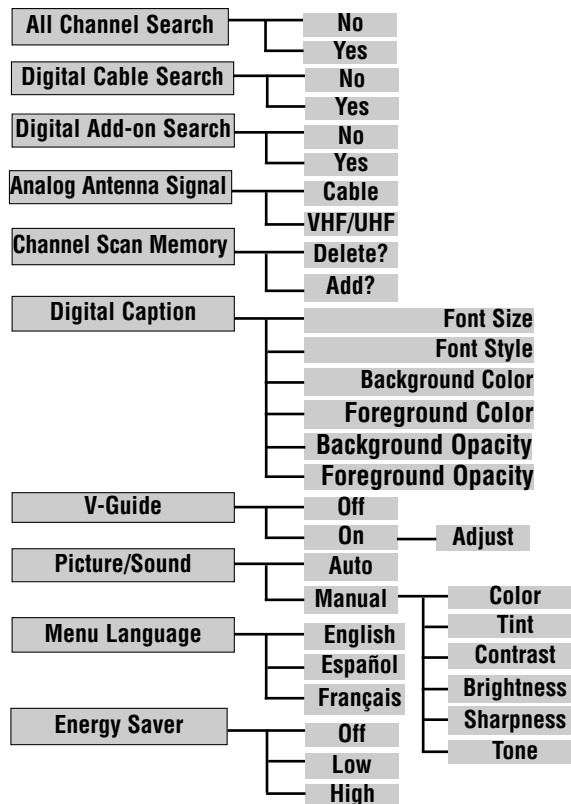 All Channel Search
No
Yes
Digital Cable Search
No
Yes
Digital Add-on Search
No
Yes
Analog Antenna Signal
Cable
VHF/UHF
Channel Scan Memory
Delete?
Add?
Digital Caption
Font Size
Font Style
Background Color
Foreground Color
Background Opacity
Foreground Opacity
V-Guide
Off
On
Adjust
Picture/Sound
Auto
Manual
Color
Tint
Contrast
Brightness
Sharpness
Tone
Menu Language
English
Español
Français
Energy Saver
Off
Low
High